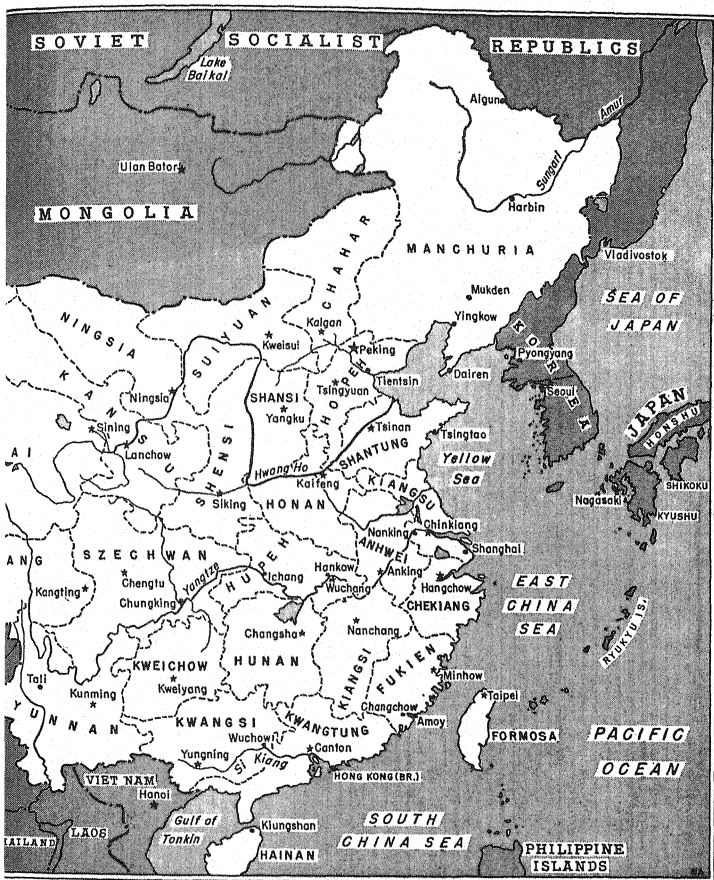 SOVIET SOCIALIST REPUBLICS
Lake
Baikal
Aigun
Amur
Ulan Bator
Sungari
MONGOLIA
Harbin
CHAHAR
MANCHURIA
Vladivostok
Mukden
SEA OF
JAPAN
NINGSIA
SUIYUAN
Kalgan
Yingkow
Kweisui
Peking
KOREA
Pyongyang
KANSU
HOPEH
Tientsin
Dairen
Ningsia
SHANSI
Tsingyuan
Seoul
JAPAN
HONSHU
Yangku
Sining
Tsinan
Tsingtao
AI
Lanchow
SHENSI
SHANTUNG
Yellow
Sea
Hwang Ho
Kaifeng
SHIKOKU
KIANGSU
Nagasaki
Siking
HONAN
KYUSHU
Nanking
Chinkiang
ANG
SZECHWAN
ANHWEI
Shanghai
HUPEH
Hankow
Chengtu
Yangtze
Ichang
Anking
Kangting
Wuchang
Hangchow
EAST
CHINA
SEA
Chungking
CHEKIANG
Changsha
Nanchang
RYUKYU IS.
KWEICHOW
HUNAN
KIANGSI
FUKIEN
Kweiyang
Minhow
Tali
Kunming
Taipei
Changchow
YUNNAN
KWANGSI
KWANGTUNG
Amoy
FORMOSA
PACIFIC
OCEAN
Wuchow
Yungning
Canton
Si Kiang
HONG KONG (BR.)
VIET NAM
Hanoi
Gulf of
Tonkin
SOUTH
CHINA SEA
Kiungshan
LAOS
HAILAND
HAINAN
PHILIPPINE
ISLANDS